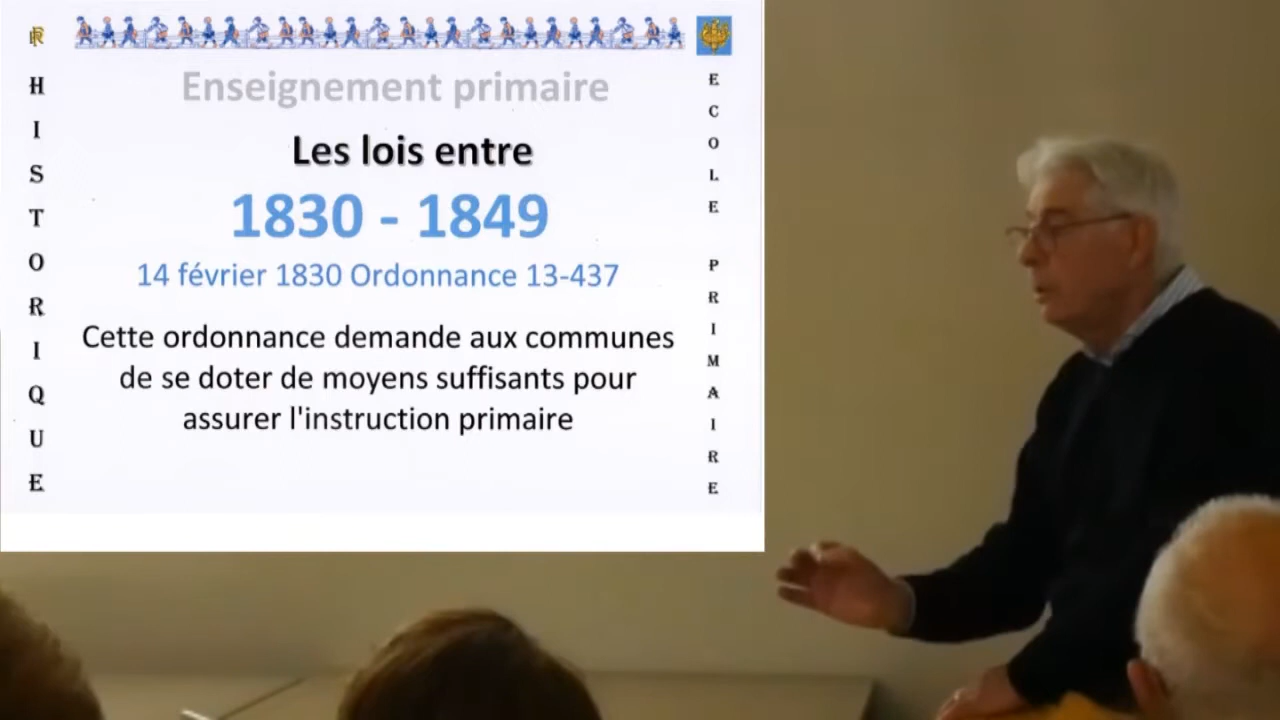 RF
HISTORIQUE
Enseignement primaire
Les lois entre
1830 - 1849
14 février 1830 Ordonnance 13-437
Cette ordonnance demande aux communes
de se doter de moyens suffisants pour
assurer l'instruction primaire
ECOLE PRIMAIRE